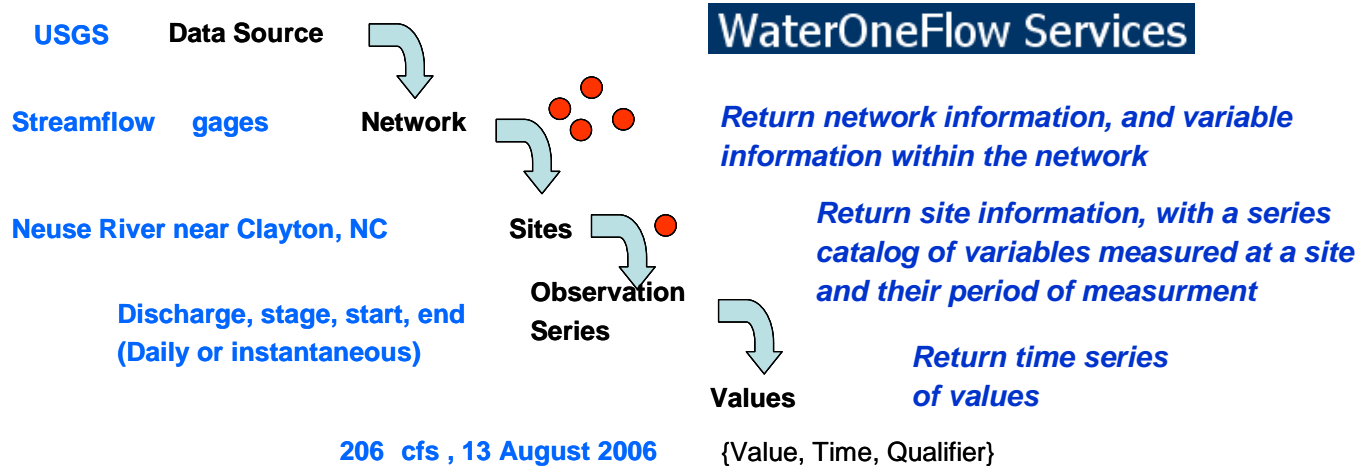 WaterOneFlow Services
USGS Data Source
Streamflow gages Network
Return network information, and variable
information within the network
Neuse River near Clayton, NC Sites
Return site information, with a series
catalog of variables measured at a site
and their period of measurment
Observation
Series
Discharge, stage, start, end
(Daily or instantaneous)
Return time series
of values
Values
206 cfs , 13 August 2006 {Value, Time, Qualifier}